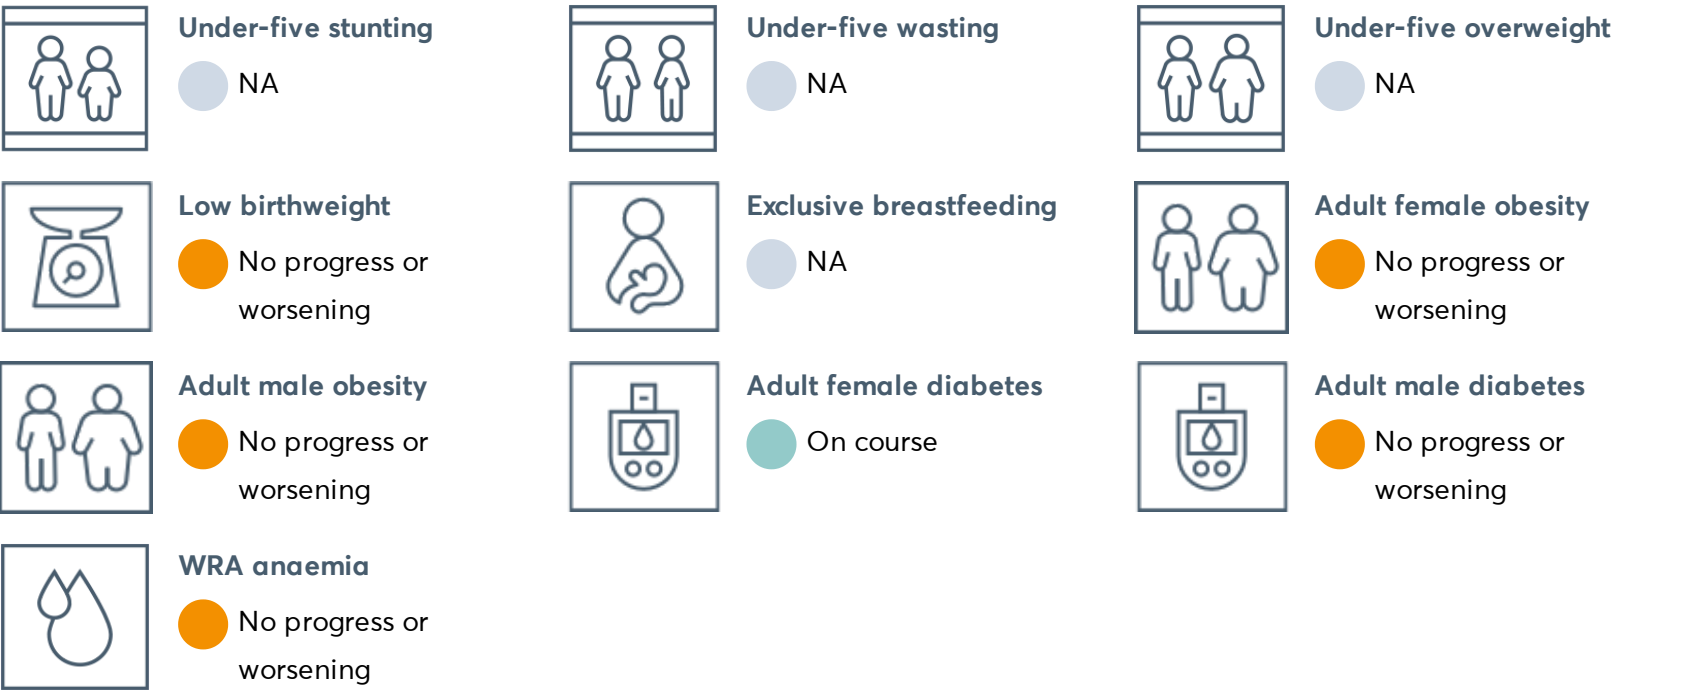 Under-five stunting
NA
Under-five wasting
NA
Under-five overweight
NA
Low birthweight
No progress or
worsening
Exclusive breastfeeding
NA
Adult female obesity
No progress or
worsening
Adult male obesity
No progress or
worsening
Adult female diabetes
On course
Adult male diabetes
No progress or
worsening
WRA anaemia
No progress or
worsening